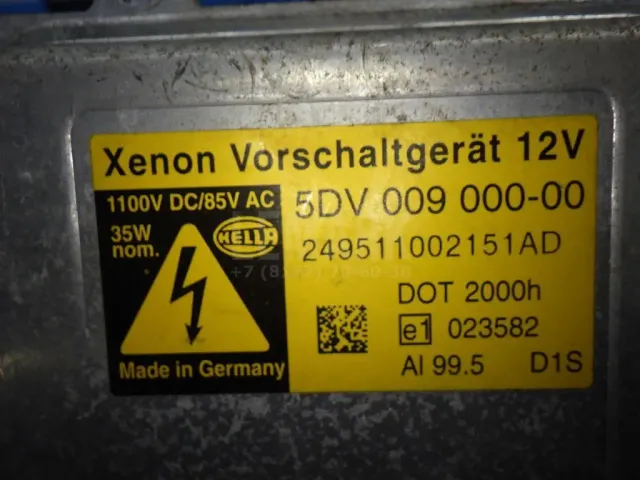 Xenon Vorschaltgerät 12V
1100V DC/85V AC
35W
nom.
HELLA
Made in Germany
5DV 009 000-00
249511002151AD
DOT 2000h
e1 023582
Al 99.5 D1S